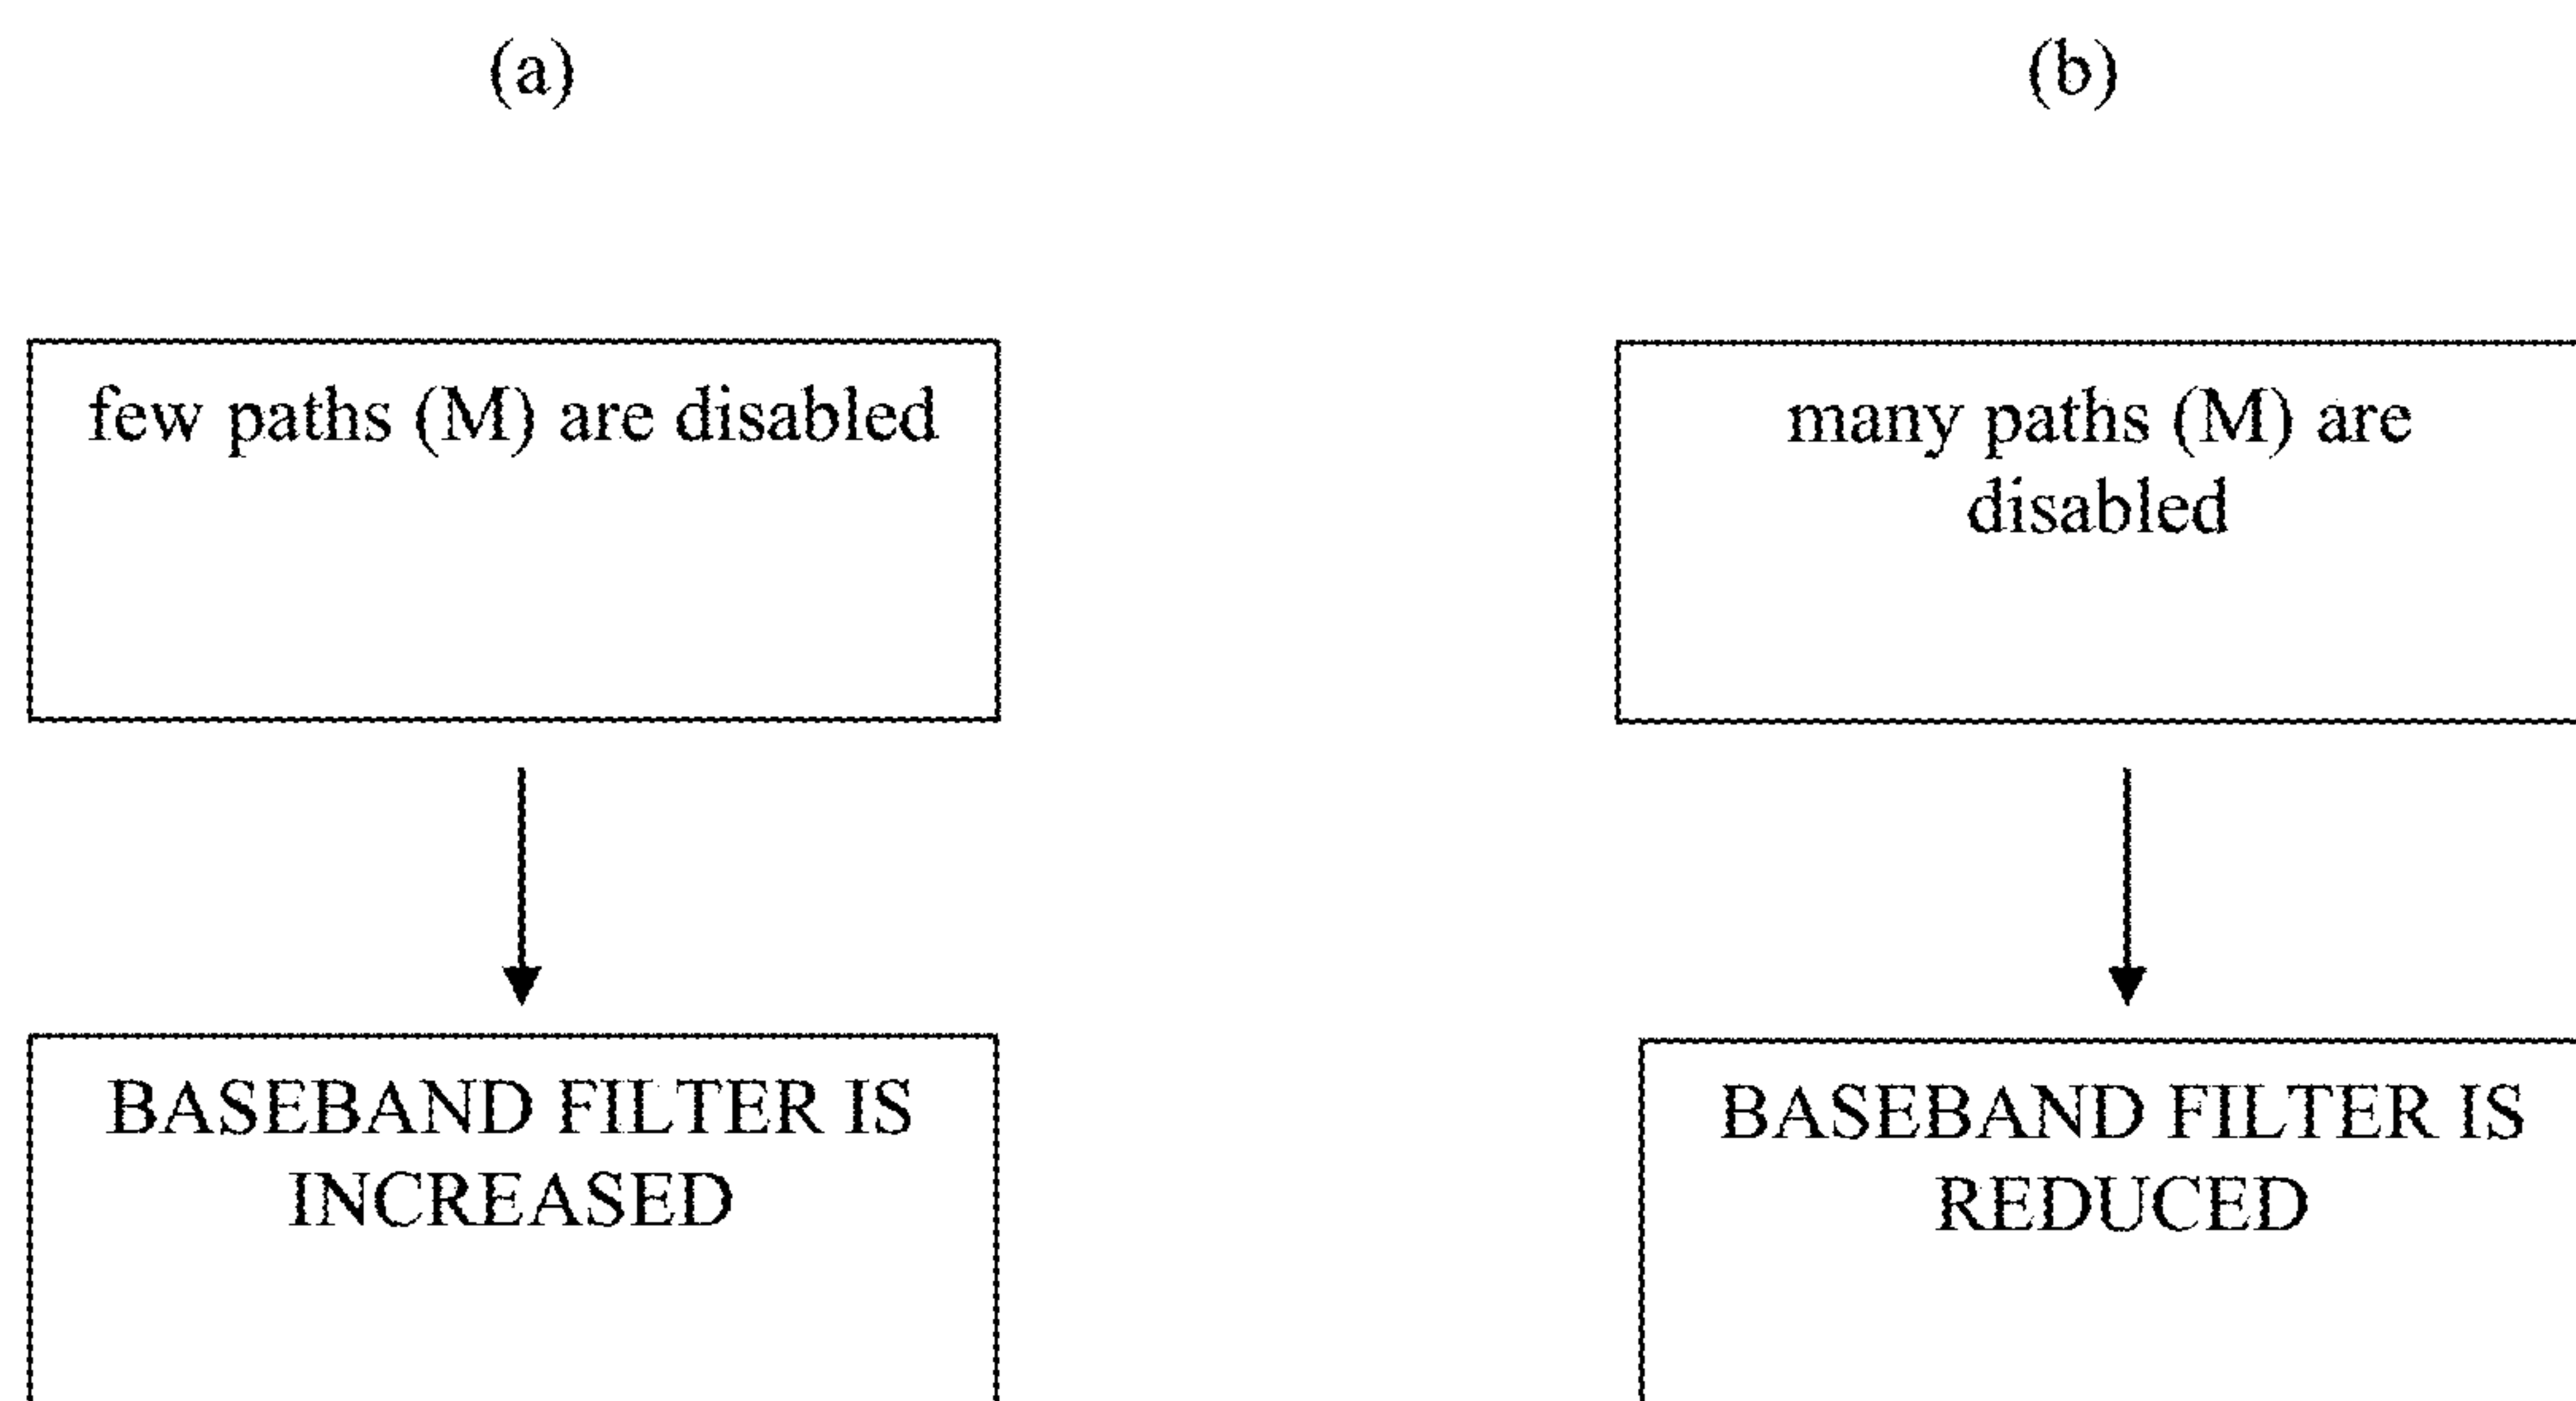 (a)
few paths (M) are disabled
BASEBAND FILTER IS
INCREASED
(b)
many paths (M) are
disabled
BASEBAND FILTER IS
REDUCED